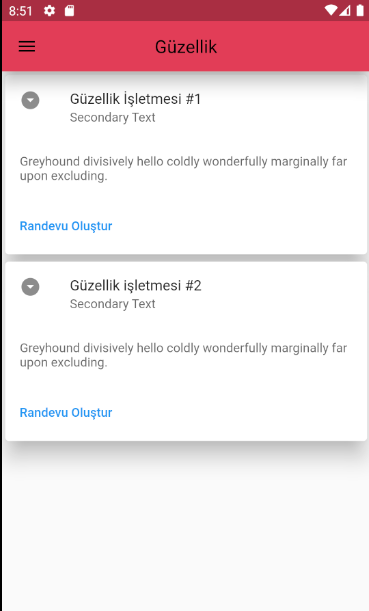 8:51
Güzellik
Güzellik İşletmesi #1
Secondary Text
Greyhound divisively hello coldly wonderfully marginally far
upon excluding.
Randevu Oluştur
Güzellik işletmesi #2
Secondary Text
Greyhound divisively hello coldly wonderfully marginally far
upon excluding.
Randevu Oluştur